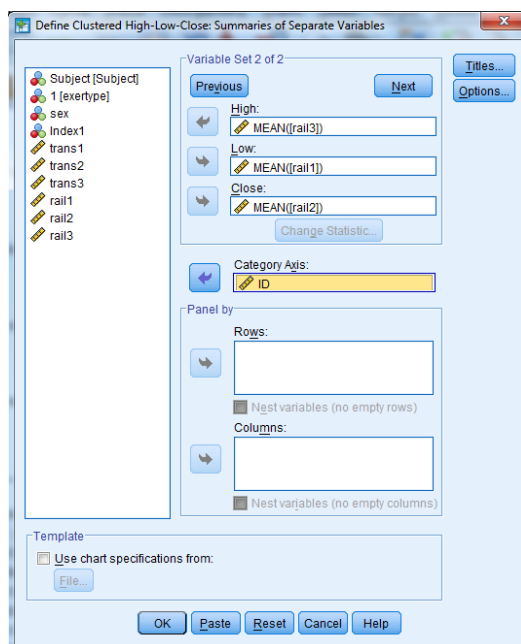 Define Clustered High-Low-Close: Summaries of Separate Variables
Subject [Subject]
1 [exertype]
sex
Index1
trans1
trans2
trans3
rail1
rail2
rail3
Variable Set 2 of 2
Previous
Next
High:
MEAN([rail3])
Low:
MEAN([rail1])
Close:
MEAN([rail2])
Change Statistic...
Category Axis:
ID
Panel by
Rows:
Nest variables (no empty rows)
Columns:
Nest variables (no empty columns)
Titles...
Options...
Template
Use chart specifications from:
File...
OK Paste Reset Cancel Help